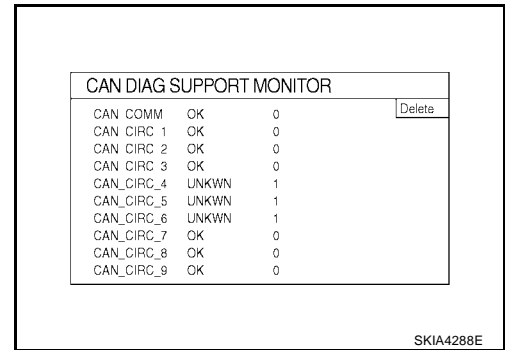 CAN DIAG SUPPORT MONITOR
Delete
CAN COMM OK 0
CAN CIRC 1 OK 0
CAN CIRC 2 OK 0
CAN CIRC 3 OK 0
CAN_CIRC_4 UNKWN 1
CAN_CIRC_5 UNKWN 1
CAN_CIRC_6 UNKWN 1
CAN_CIRC_7 OK 0
CAN_CIRC_8 OK 0
CAN_CIRC_9 OK 0
SKIA4288E